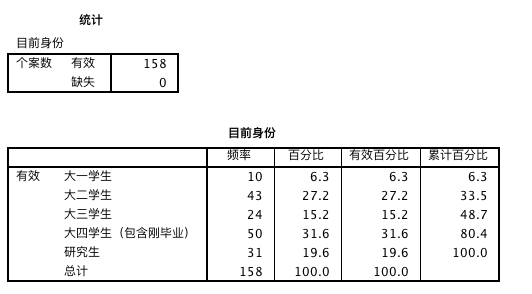 统计
目前身份
个案数 有效 158
缺失 0
目前身份
频率 百分比 有效百分比 累计百分比
有效 大一学生 10 6.3 6.3 6.3
大二学生 43 27.2 27.2 33.5
大三学生 24 15.2 15.2 48.7
大四学生（包含刚毕业） 50 31.6 31.6 80.4
研究生 31 19.6 19.6 100.0
总计 158 100.0 100.0